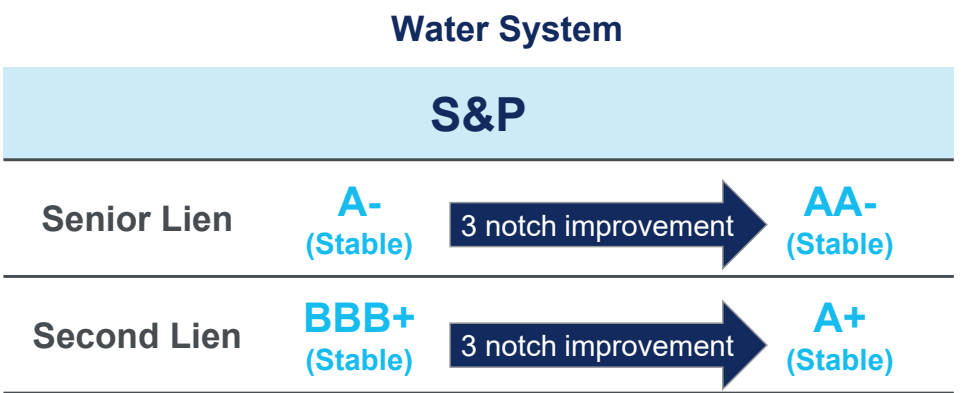 Water System
S&P
Senior Lien
A-
(Stable)
3 notch improvement
AA-
(Stable)
Second Lien
BBB+
(Stable)
3 notch improvement
A+
(Stable)